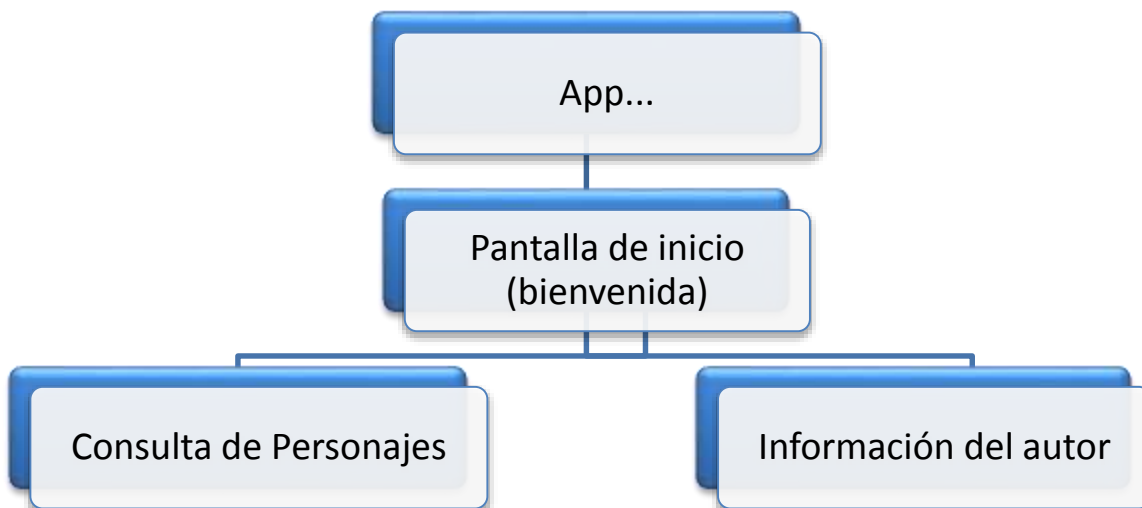 App...
Pantalla de inicio
(bienvenida)
Consulta de Personajes
Información del autor